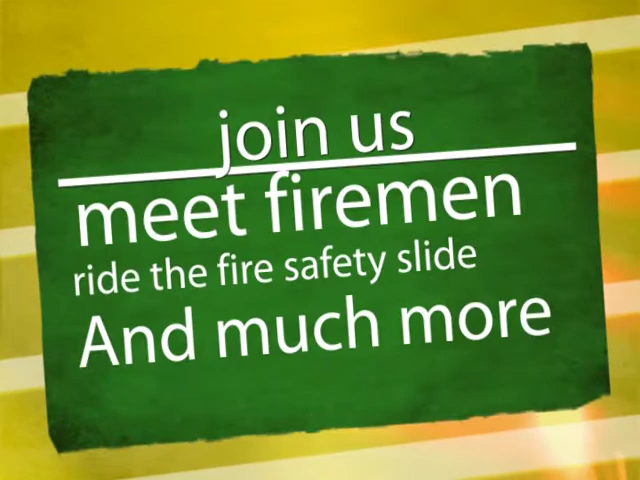 join us
meet firemen
ride the fire safety slide
And much more